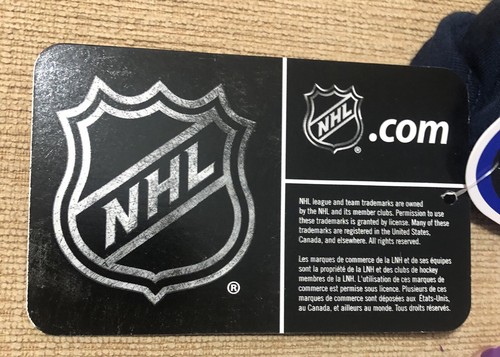 NHL
®
NHL
®
.com
NHL league and team trademarks are owned
by the NHL and its member clubs. Permission to use
these trademarks is granted by license. Many of these
trademarks are registered in the United States,
Canada, and elsewhere. All rights reserved.
Les marques de commerce de la LNH et de ses équipes
sont la propriété de la LNH et des clubs de hockey
membres de la LNH. L'utilisation de ces marques de
commerce est permise sous licence. Plusieurs de ces
marques de commerce sont déposées aux États-Unis,
au Canada, et ailleurs au monde. Tous droits réservés.